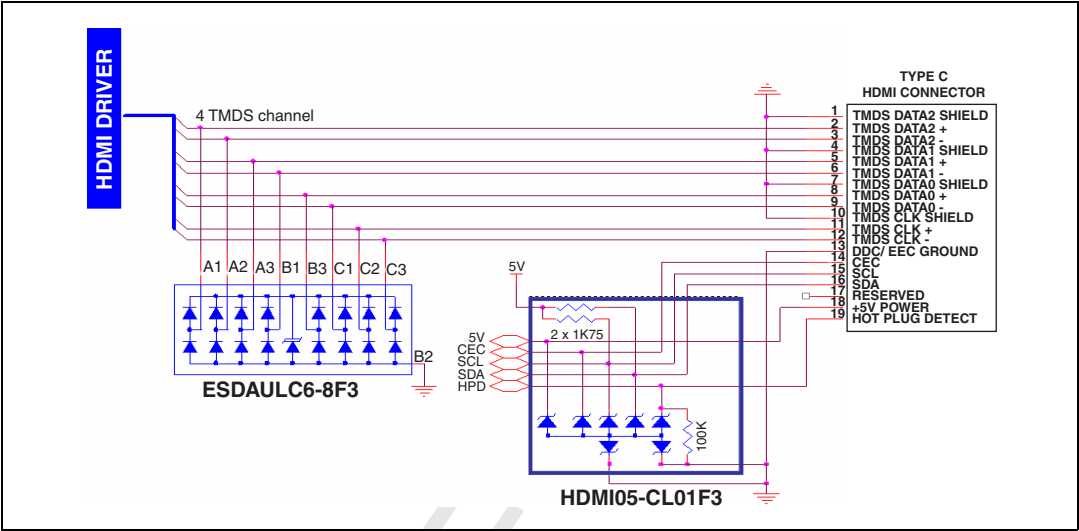 HDMI DRIVER
4 TMDS channel
TYPE C
HDMI CONNECTOR
1 TMDS DATA2 SHIELD
2 TMDS DATA2 +
3 TMDS DATA2 -
4 TMDS DATA1 SHIELD
5 TMDS DATA1 +
6 TMDS DATA1 -
7 TMDS DATA0 SHIELD
8 TMDS DATA0 +
9 TMDS DATA0 -
10 TMDS CLK SHIELD
11 TMDS CLK +
12 TMDS CLK -
13 DDC/ EEC GROUND
14 CEC
15 SCL
16 SDA
17 RESERVED
18 +5V POWER
19 HOT PLUG DETECT
A1 A2 A3 B1 B3 C1 C2 C3
B2
ESDAULC6-8F3
5V
2 x 1K75
5V
CEC
SCL
SDA
HPD
100K
HDMI05-CL01F3